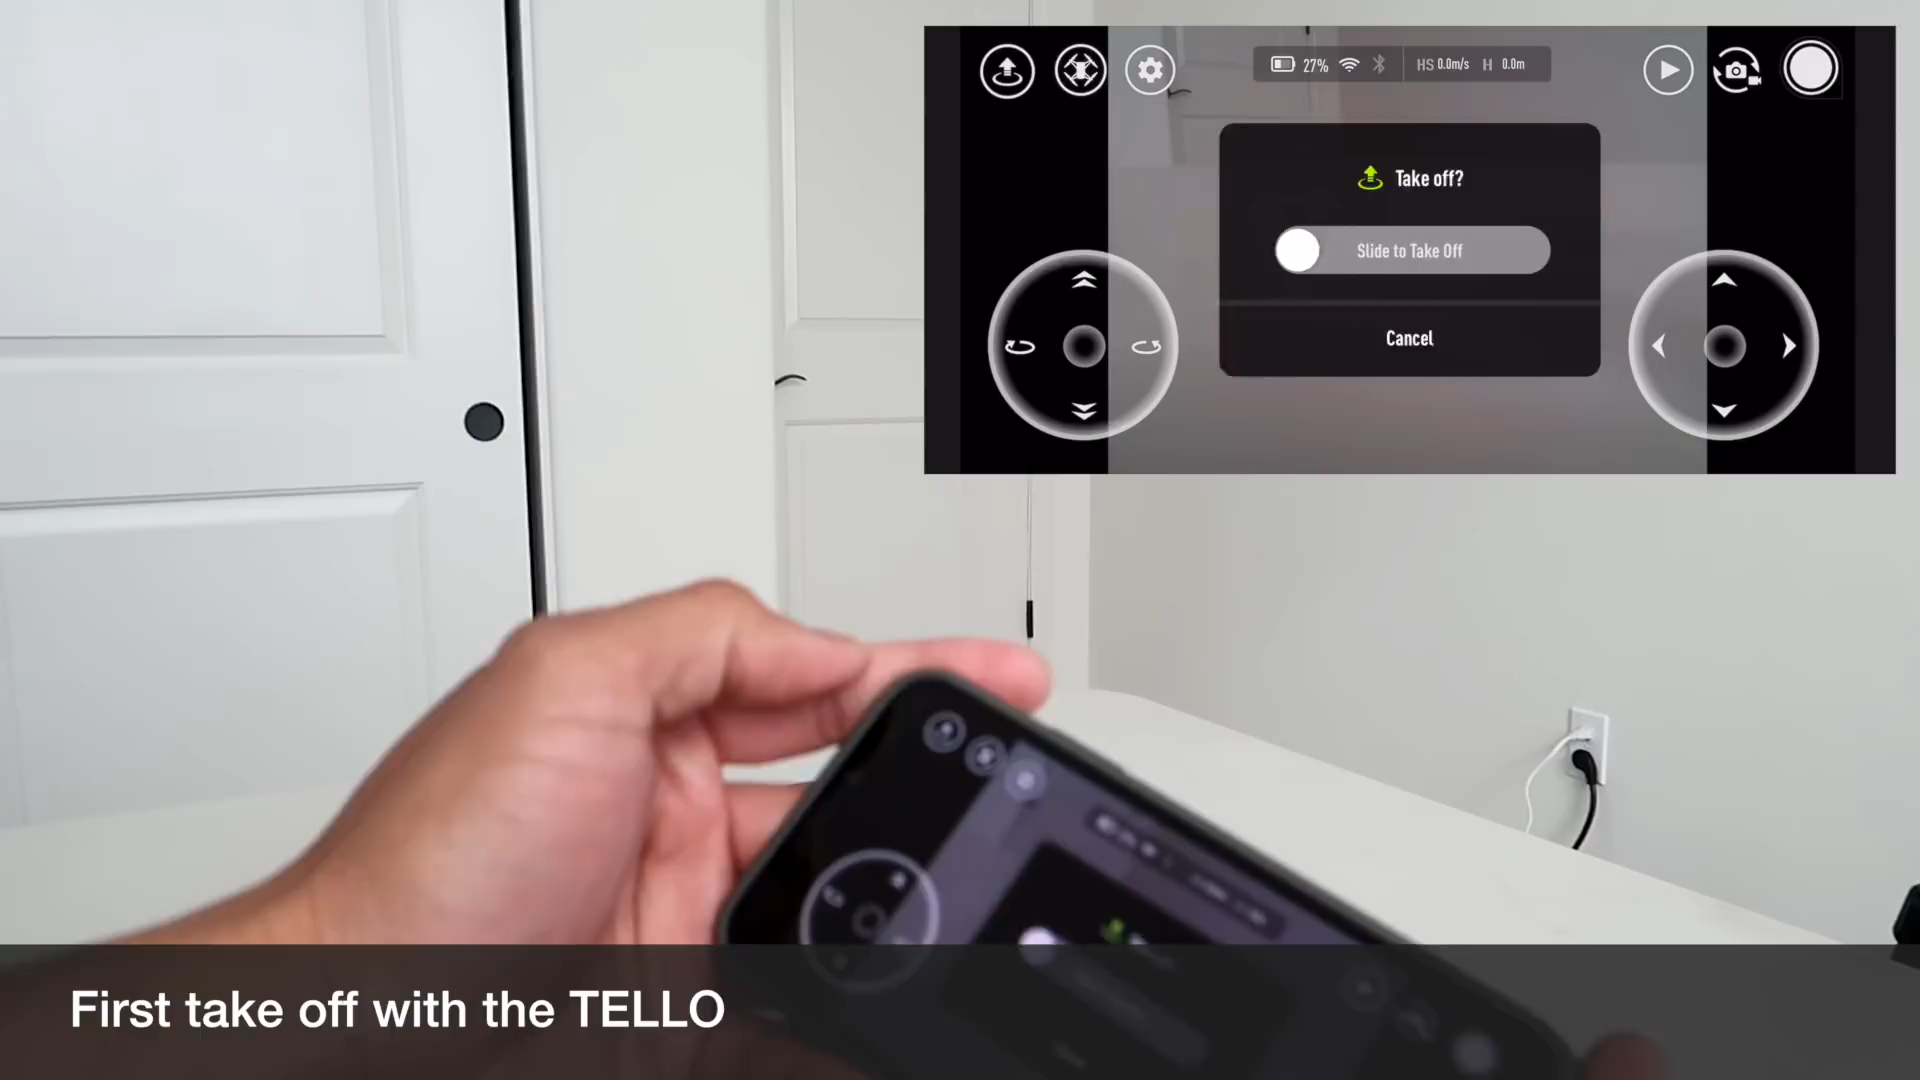 27% HS 0.0m/s H 0.0m
Take off?
Slide to Take Off
Cancel
First take off with the TELLO